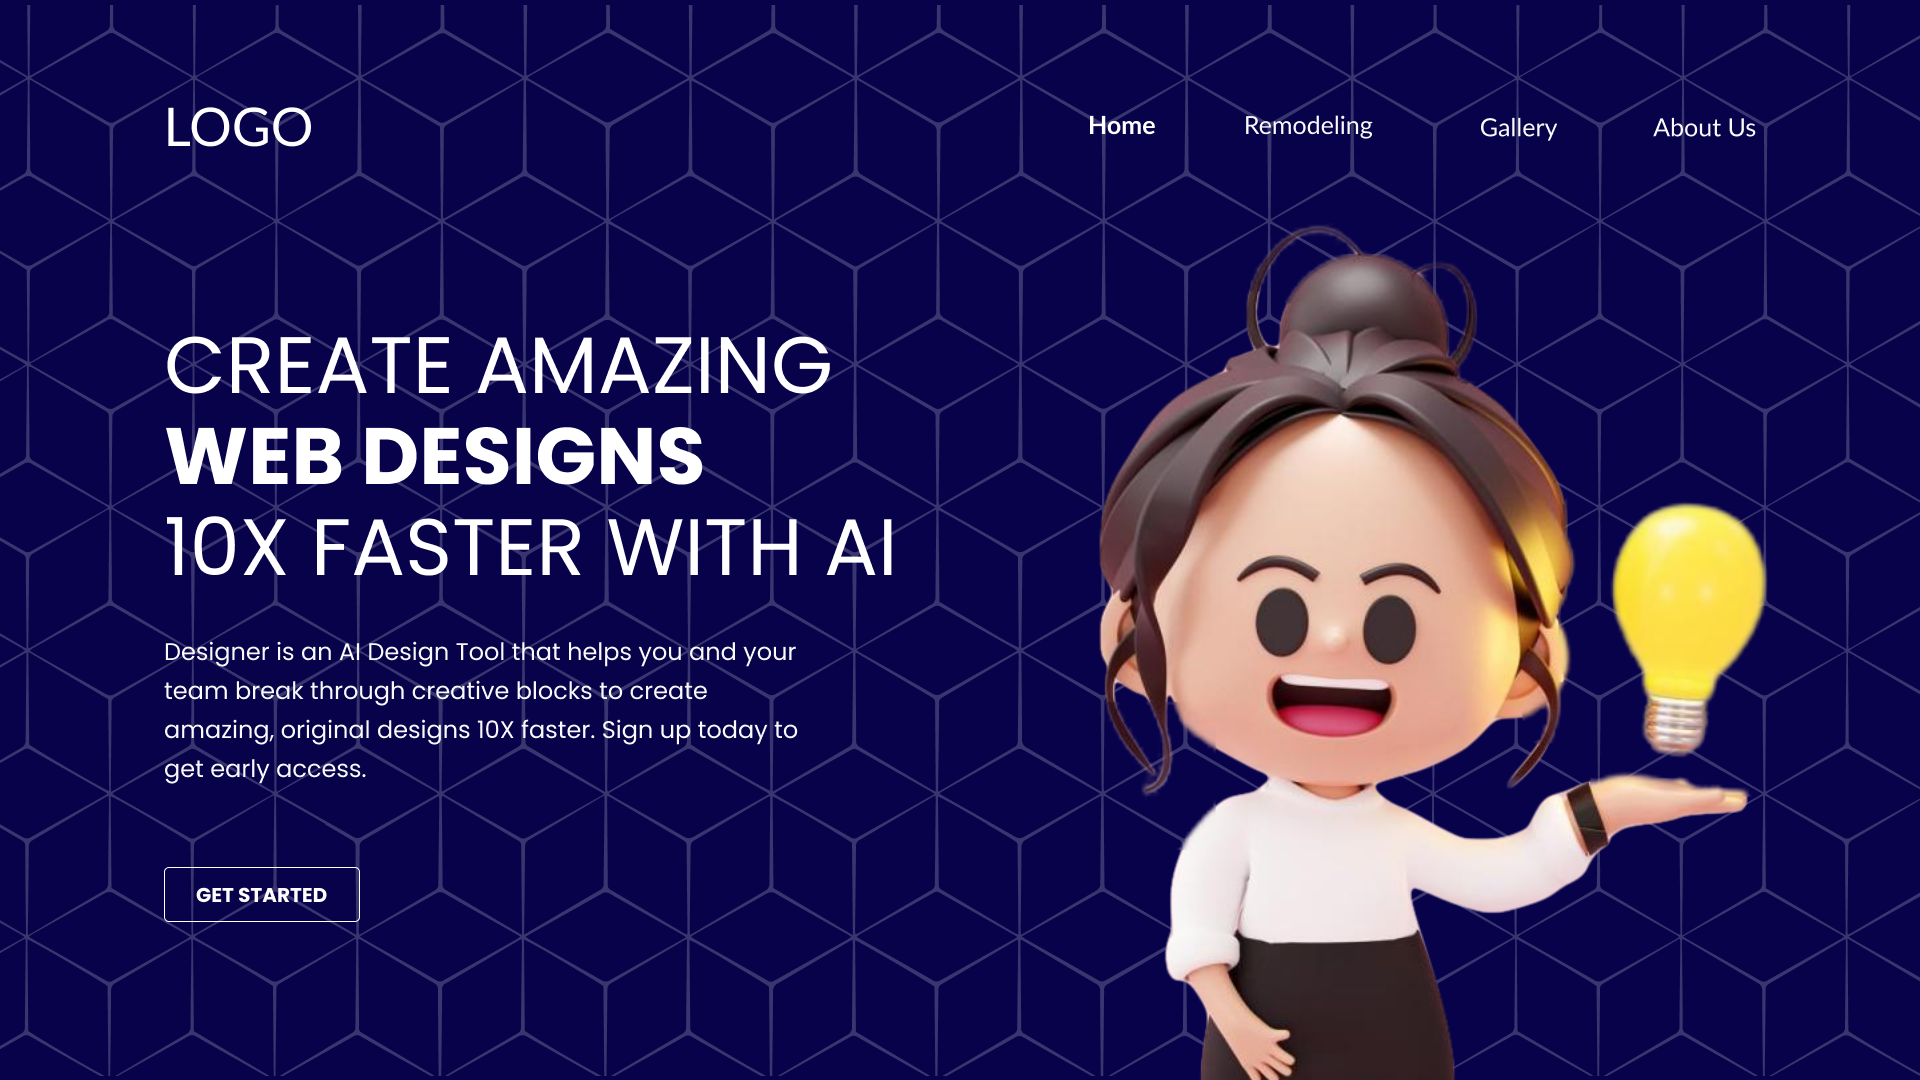 LOGO
Home Remodeling Gallery About Us
CREATE AMAZING
WEB DESIGNS
10X FASTER WITH AI
Designer is an AI Design Tool that helps you and your
team break through creative blocks to create
amazing, original designs 10X faster. Sign up today to
get early access.
GET STARTED